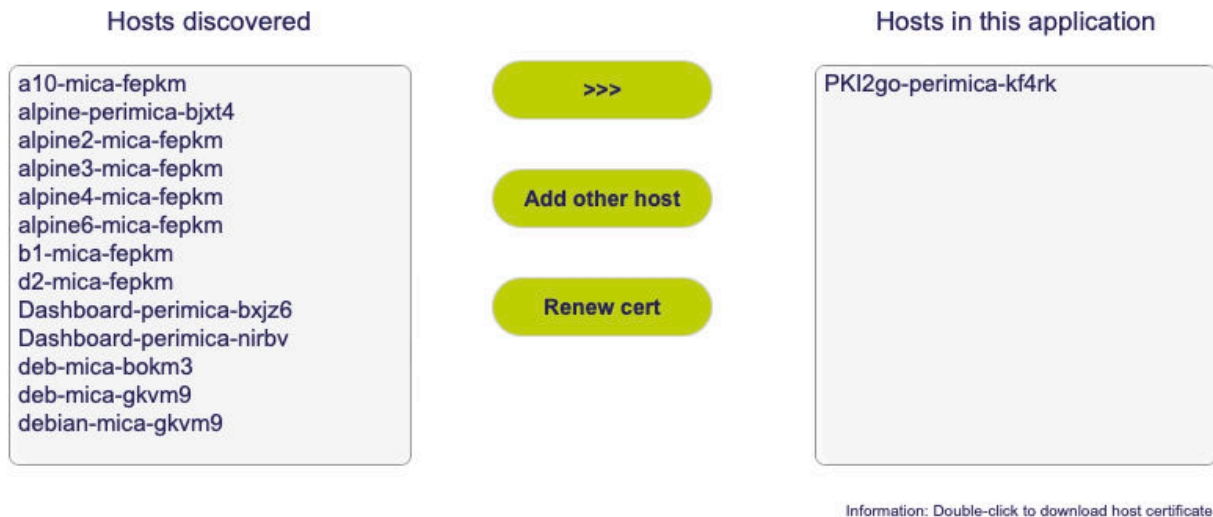 Hosts discovered
Hosts in this application
a10-mica-fepkm
alpine-perimica-bjxt4
alpine2-mica-fepkm
alpine3-mica-fepkm
alpine4-mica-fepkm
alpine6-mica-fepkm
b1-mica-fepkm
d2-mica-fepkm
Dashboard-perimica-bxjz6
Dashboard-perimica-nirbv
deb-mica-bokm3
deb-mica-gkvm9
debian-mica-gkvm9
>>>
Add other host
Renew cert
PKI2go-perimica-kf4rk
Information: Double-click to download host certificate